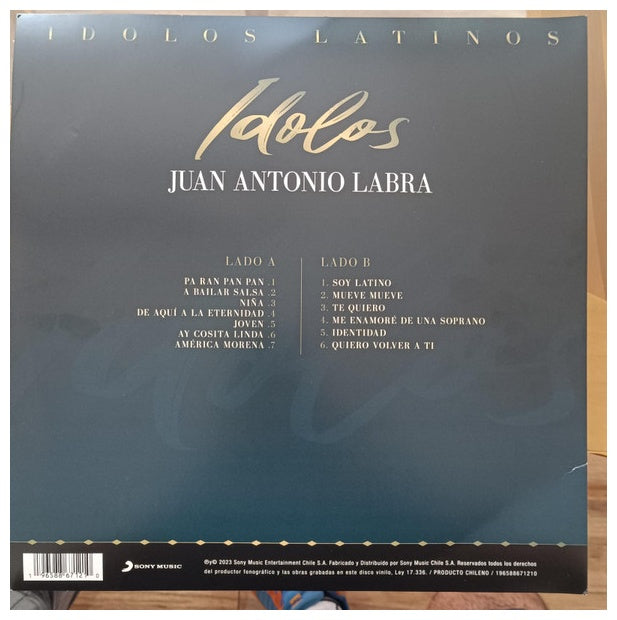 IDOLOS LATINOS
Idolos
JUAN ANTONIO LABRA
LADO A
PA RAN PAN PAN .1
A BAILAR SALSA .2
NIÑA .3
DE AQUÍ A LA ETERNIDAD .4
JOVEN .5
AY COSITA LINDA .6
AMÉRICA MORENA .7
LADO B
1. SOY LATINO
2. MUEVE MUEVE
3. TE QUIERO
4. ME ENAMORÉ DE UNA SOPRANO
5. IDENTIDAD
6. QUIERO VOLVER A TI
1 96588 67121 0
SONY MUSIC
℗y© 2023 Sony Music Entertainment Chile S.A. Fabricado y Distribuido por Sony Music Chile S.A. Reservados todos los derechos
del productor fonográfico y las obras grabadas en este disco vinilo, Ley 17.336. / PRODUCTO CHILENO / 196588671210